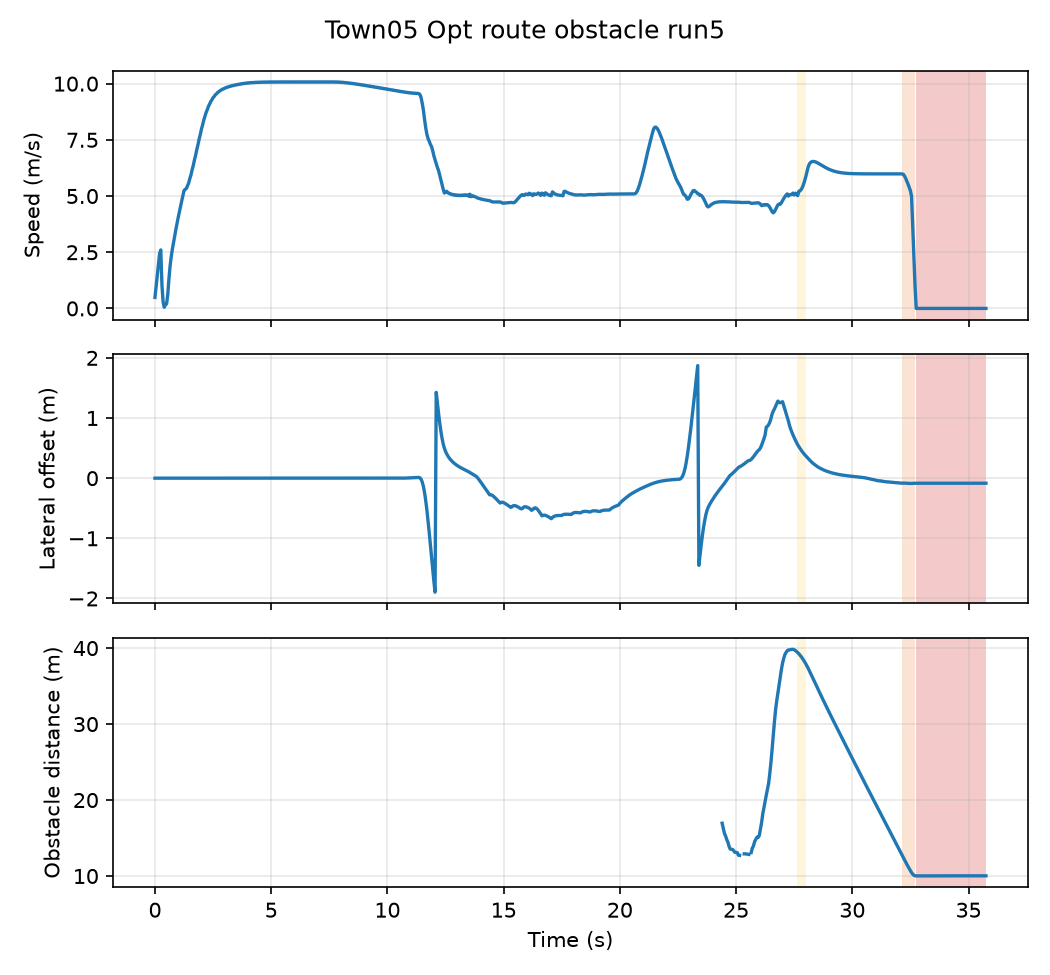 Town05 Opt route obstacle run5
Speed (m/s)
10.0
7.5
5.0
2.5
0.0
Lateral offset (m)
2
1
0
−1
−2
Obstacle distance (m)
40
30
20
10
0 5 10 15 20 25 30 35
Time (s)